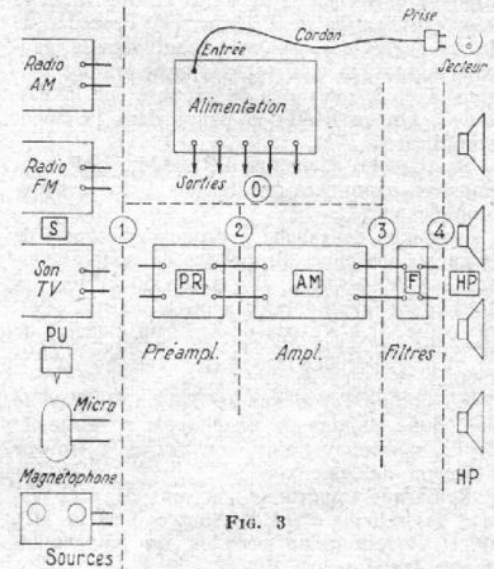 Radio
AM
Radio
FM
S
Son
TV
PU
Micro
Magnétophone
Sources
Entrée
Cordon
Prise
Secteur
Alimentation
Sorties
0
1
2
3
4
PR
AM
F
HP
Préampl.
Ampl.
Filtres
HP
FIG. 3